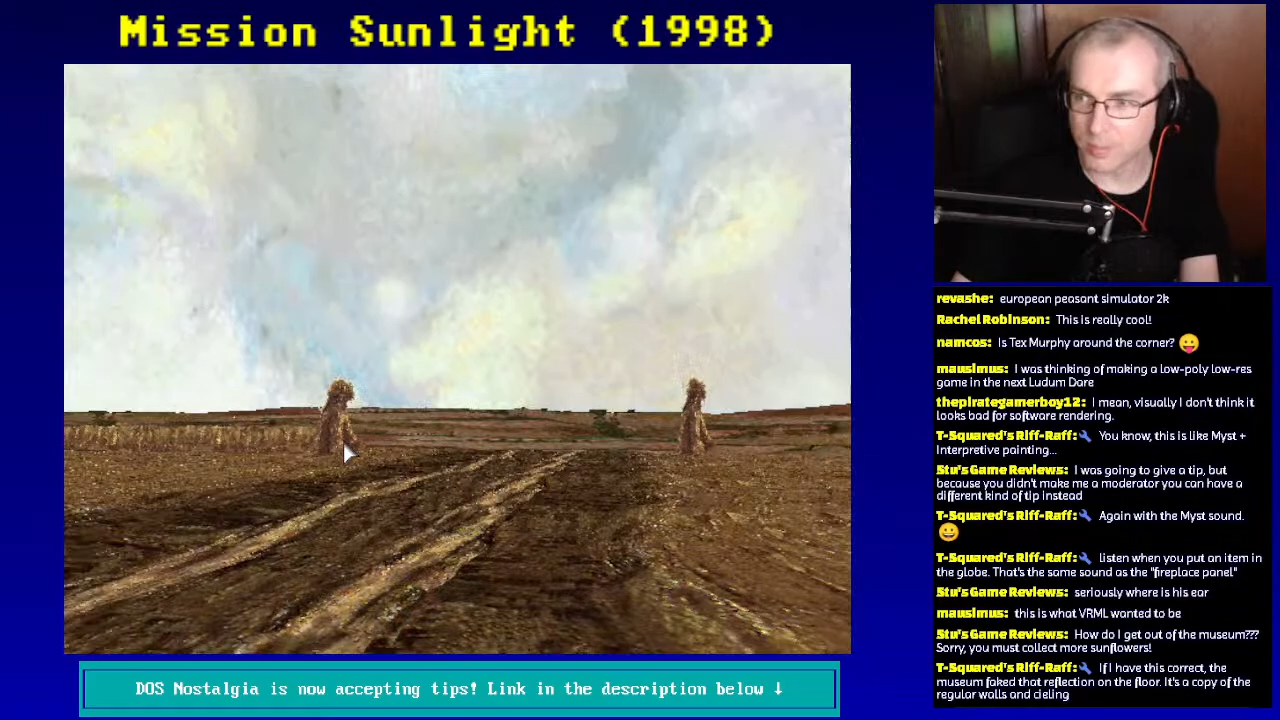 Mission Sunlight (1998)
DOS Nostalgia is now accepting tips! Link in the description below ↓
revashe: european peasant simulator 2k
Rachel Robinson: This is really cool!
namcos: Is Tex Murphy around the corner? 😛
mausimus: I was thinking of making a low-poly low-res
game in the next Ludum Dare
thepirategamerboy12: I mean, visually I don't think it
looks bad for software rendering.
T-Squared's Riff-Raff:🔧 You know, this is like Myst +
Interpretive painting...
Stu's Game Reviews: I was going to give a tip, but
because you didn't make me a moderator you can have a
different kind of tip instead
T-Squared's Riff-Raff:🔧 Again with the Myst sound.
😀
T-Squared's Riff-Raff:🔧 listen when you put an item in
the globe. That's the same sound as the "fireplace panel"
Stu's Game Reviews: seriously where is his ear
mausimus: this is what VRML wanted to be
Stu's Game Reviews: How do I get out of the museum???
Sorry, you must collect more sunflowers!
T-Squared's Riff-Raff:🔧 If I have this correct, the
museum faked that reflection on the floor. It's a copy of the
regular walls and cieling